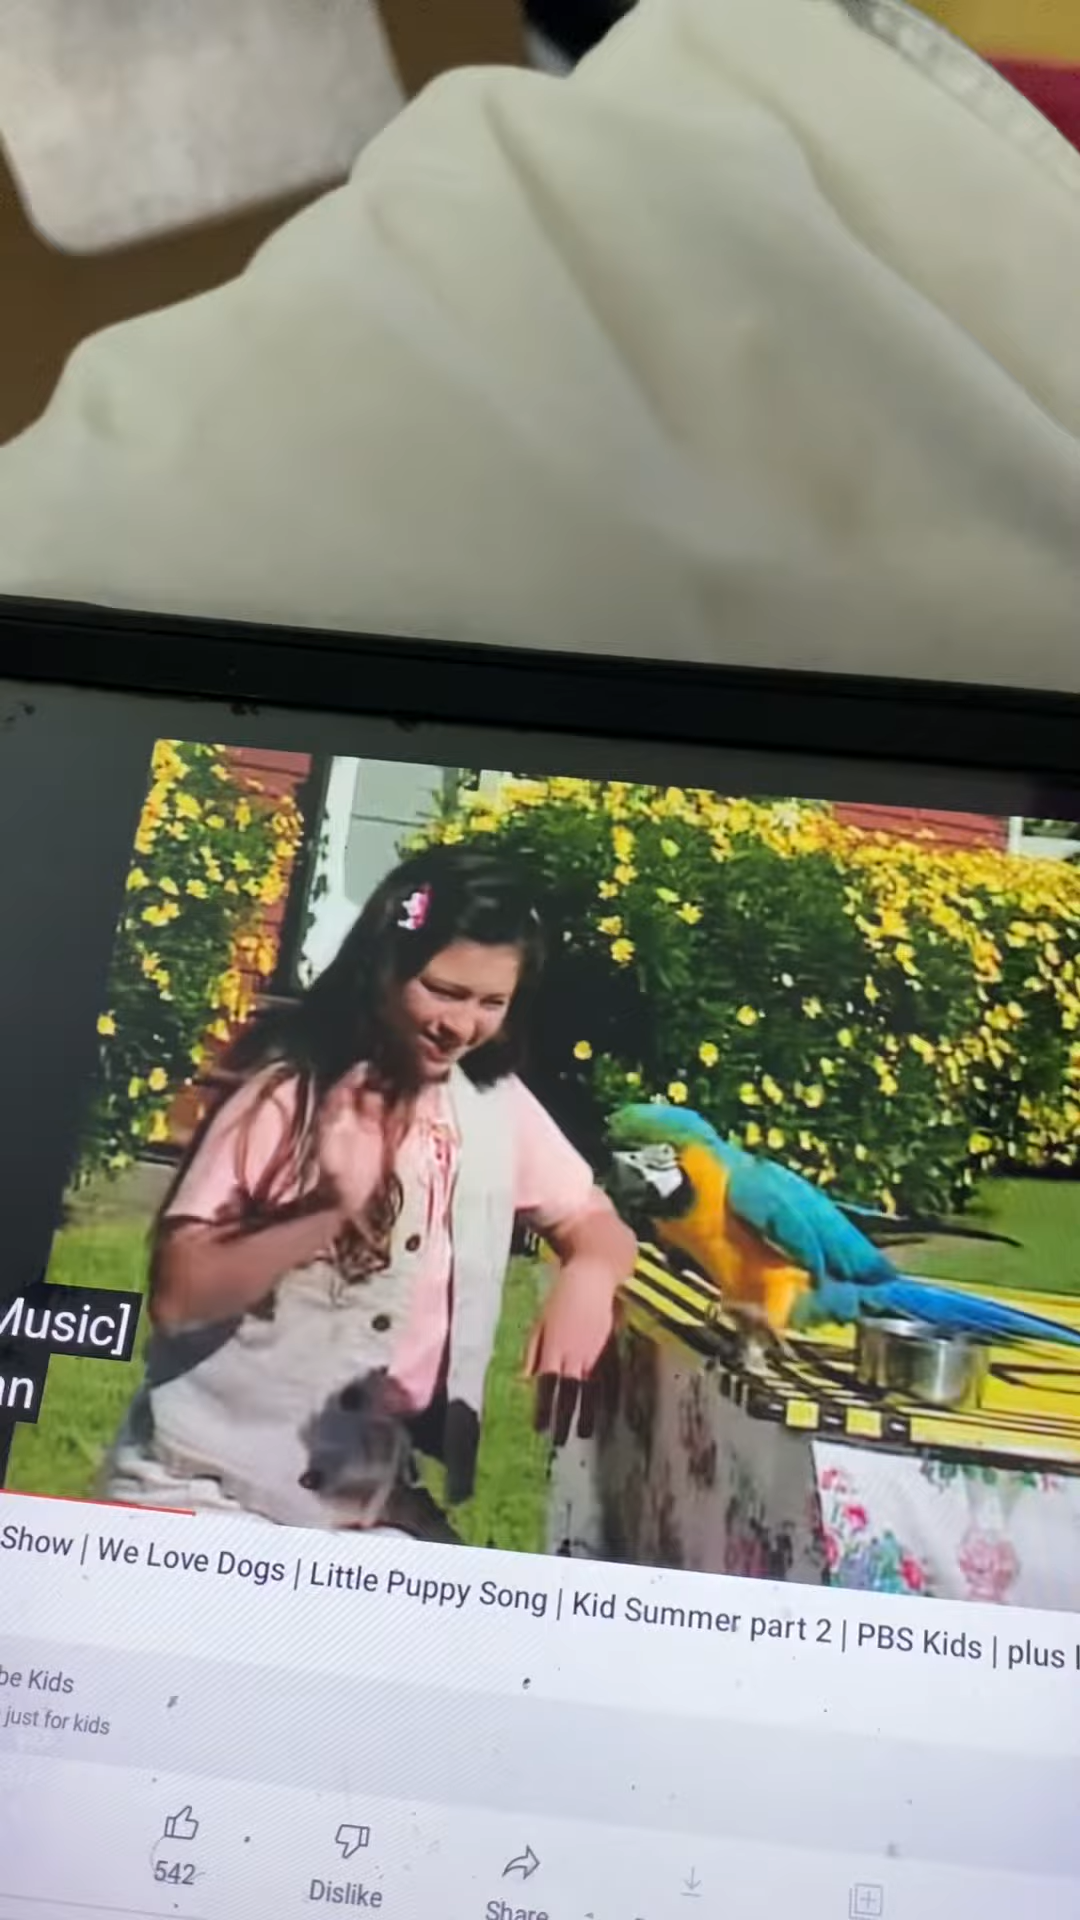 Music]
an
Show | We Love Dogs | Little Puppy Song | Kid Summer part 2 | PBS Kids | plus
be Kids
just for kids
542
Dislike
Share